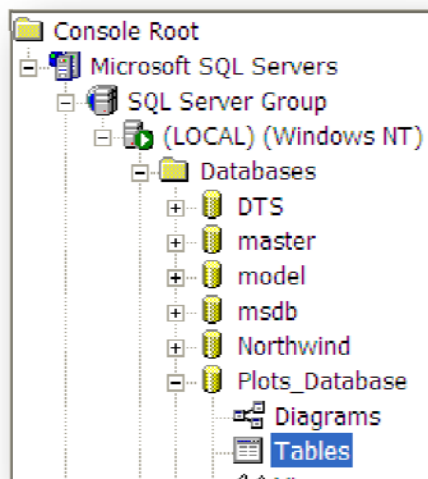 Console Root
Microsoft SQL Servers
SQL Server Group
(LOCAL) (Windows NT)
Databases
DTS
master
model
msdb
Northwind
Plots_Database
Diagrams
Tables